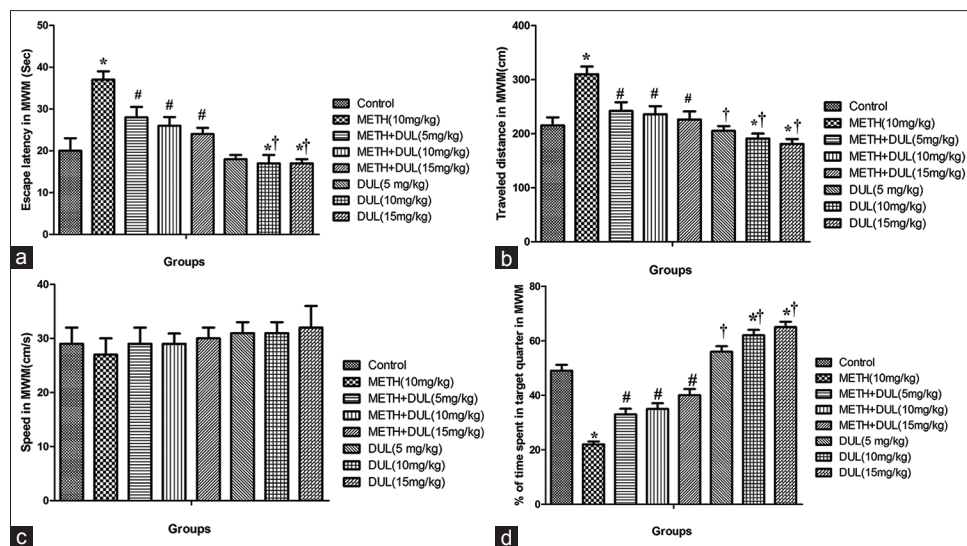 50
40
30
20
10
0
Escape latency in MWM (Sec)
*
#
#
#
*†
*†
Groups
Control
METH(10mg/kg)
METH+DUL(5mg/kg)
METH+DUL(10mg/kg)
METH+DUL(15mg/kg)
DUL(5 mg/kg)
DUL(10mg/kg)
DUL(15mg/kg)
a
400
300
200
100
0
Traveled distance in MWM(cm)
*
#
#
#
†
*†
*†
Groups
Control
METH(10mg/kg)
METH+DUL(5mg/kg)
METH+DUL(10mg/kg)
METH+DUL(15mg/kg)
DUL(5 mg/kg)
DUL(10mg/kg)
DUL(15mg/kg)
b
40
30
20
10
0
Speed in MWM(cm/s)
Groups
Control
METH(10mg/kg)
METH+DUL(5mg/kg)
METH+DUL(10mg/kg)
METH+DUL(15mg/kg)
DUL(5 mg/kg)
DUL(10mg/kg)
DUL(15mg/kg)
c
80
60
40
20
0
% of time spent in target quarter in MWM
*
#
#
#
†
*†
*†
Groups
Control
METH(10mg/kg)
METH+DUL(5mg/kg)
METH+DUL(10mg/kg)
METH+DUL(15mg/kg)
DUL(5 mg/kg)
DUL(10mg/kg)
DUL(15mg/kg)
d